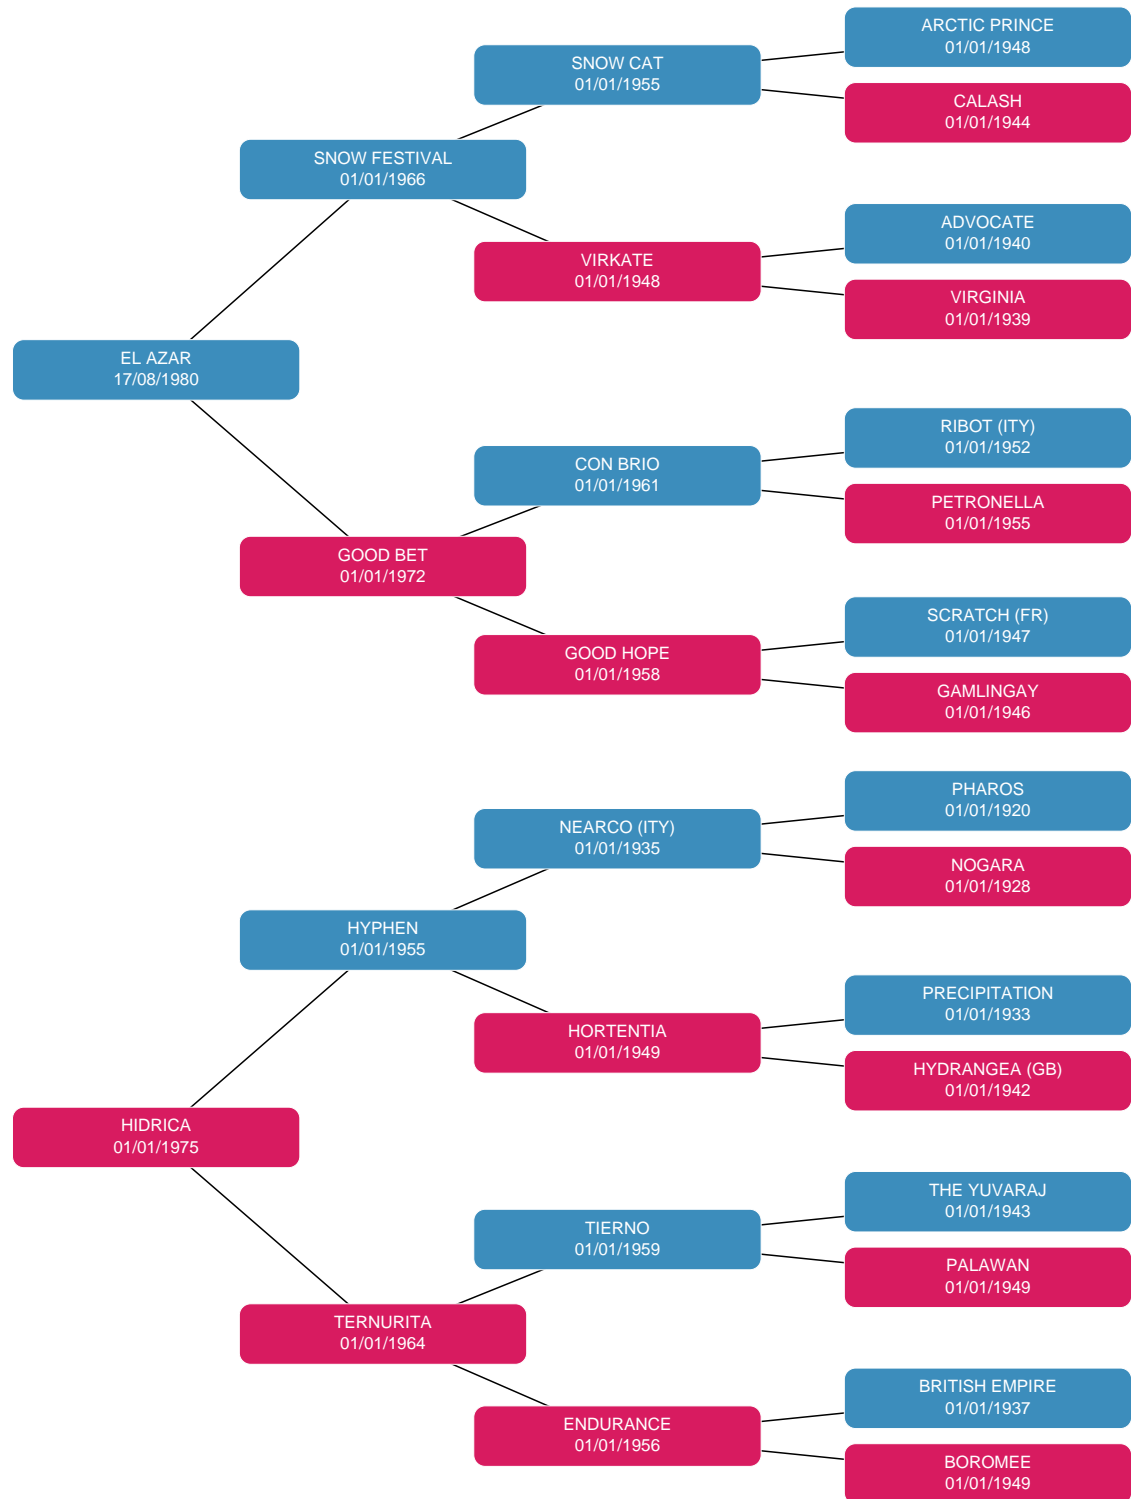 ARCTIC PRINCE
01/01/1948
SNOW CAT
01/01/1955
CALASH
01/01/1944
SNOW FESTIVAL
01/01/1966
ADVOCATE
01/01/1940
VIRKATE
01/01/1948
VIRGINIA
01/01/1939
EL AZAR
17/08/1980
RIBOT (ITY)
01/01/1952
CON BRIO
01/01/1961
PETRONELLA
01/01/1955
GOOD BET
01/01/1972
SCRATCH (FR)
01/01/1947
GOOD HOPE
01/01/1958
GAMLINGAY
01/01/1946
PHAROS
01/01/1920
NEARCO (ITY)
01/01/1935
NOGARA
01/01/1928
HYPHEN
01/01/1955
PRECIPITATION
01/01/1933
HORTENTIA
01/01/1949
HYDRANGEA (GB)
01/01/1942
HIDRICA
01/01/1975
THE YUVARAJ
01/01/1943
TIERNO
01/01/1959
PALAWAN
01/01/1949
TERNURITA
01/01/1964
BRITISH EMPIRE
01/01/1937
ENDURANCE
01/01/1956
BOROMEE
01/01/1949